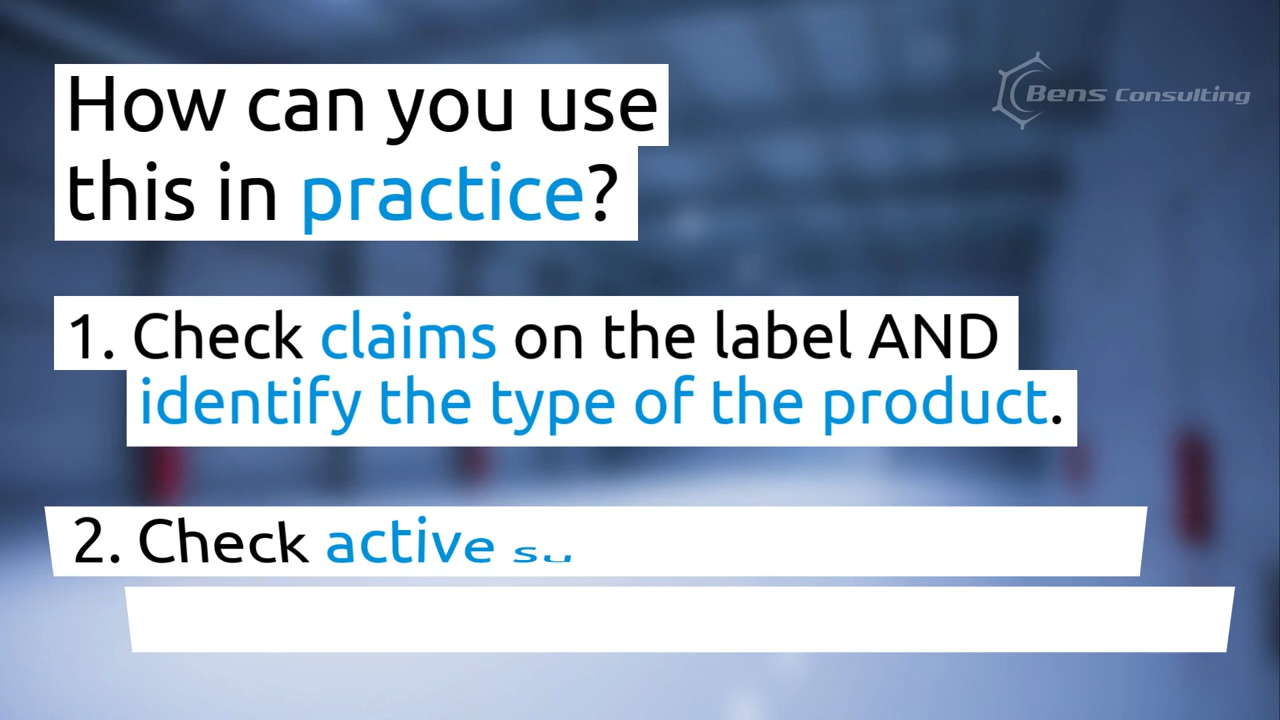 Bens Consulting
How can you use
this in practice?
1. Check claims on the label AND
identify the type of the product.
2. Check active su